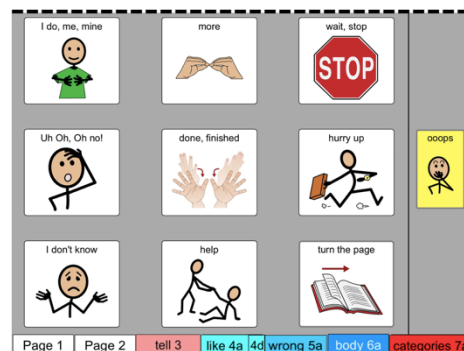 I do, me, mine
more
wait, stop
STOP
Uh Oh, Oh no!
done, finished
hurry up
ooops
I don't know
help
turn the page
Page 1
Page 2
tell 3
like 4a
4d
wrong 5a
body 6a
categories 7a